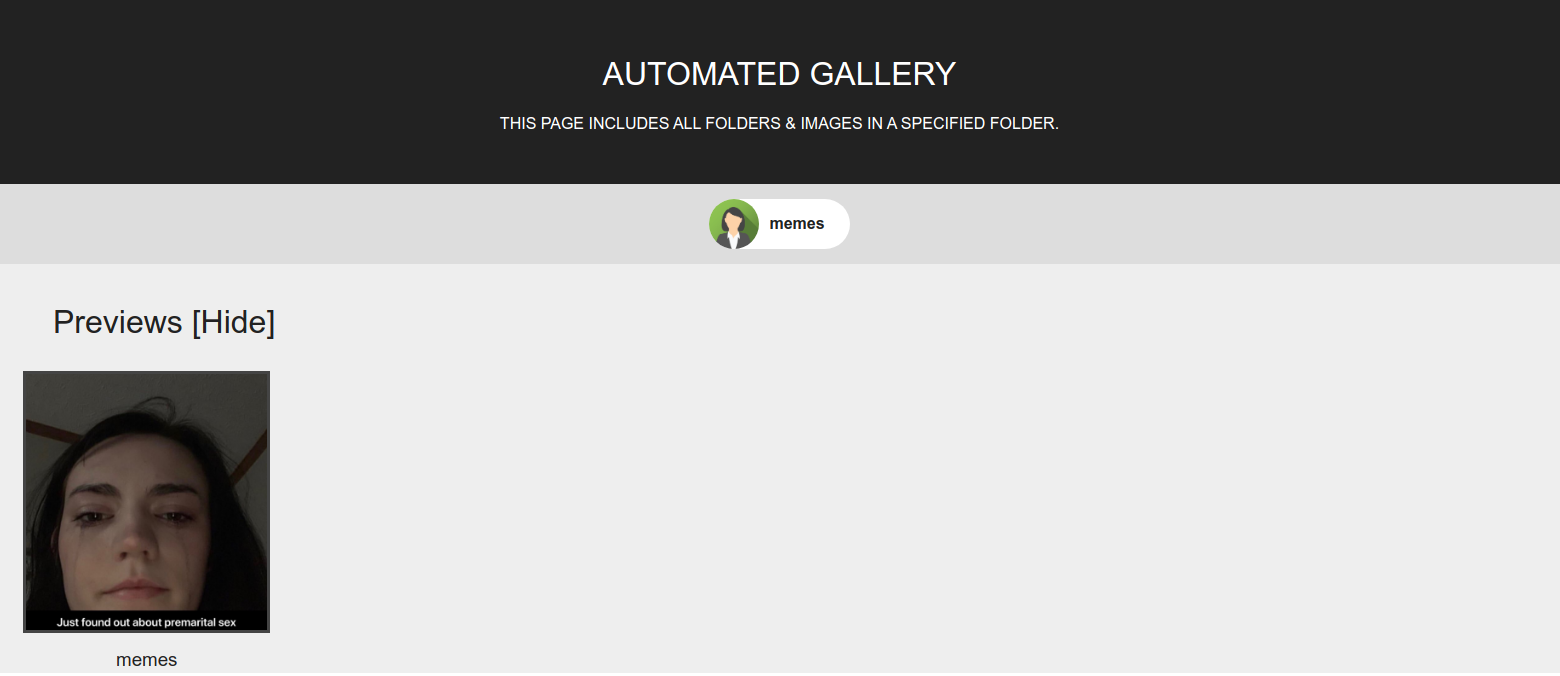 AUTOMATED GALLERY
THIS PAGE INCLUDES ALL FOLDERS & IMAGES IN A SPECIFIED FOLDER.
memes
Previews [Hide]
Just found out about premarital sex
memes